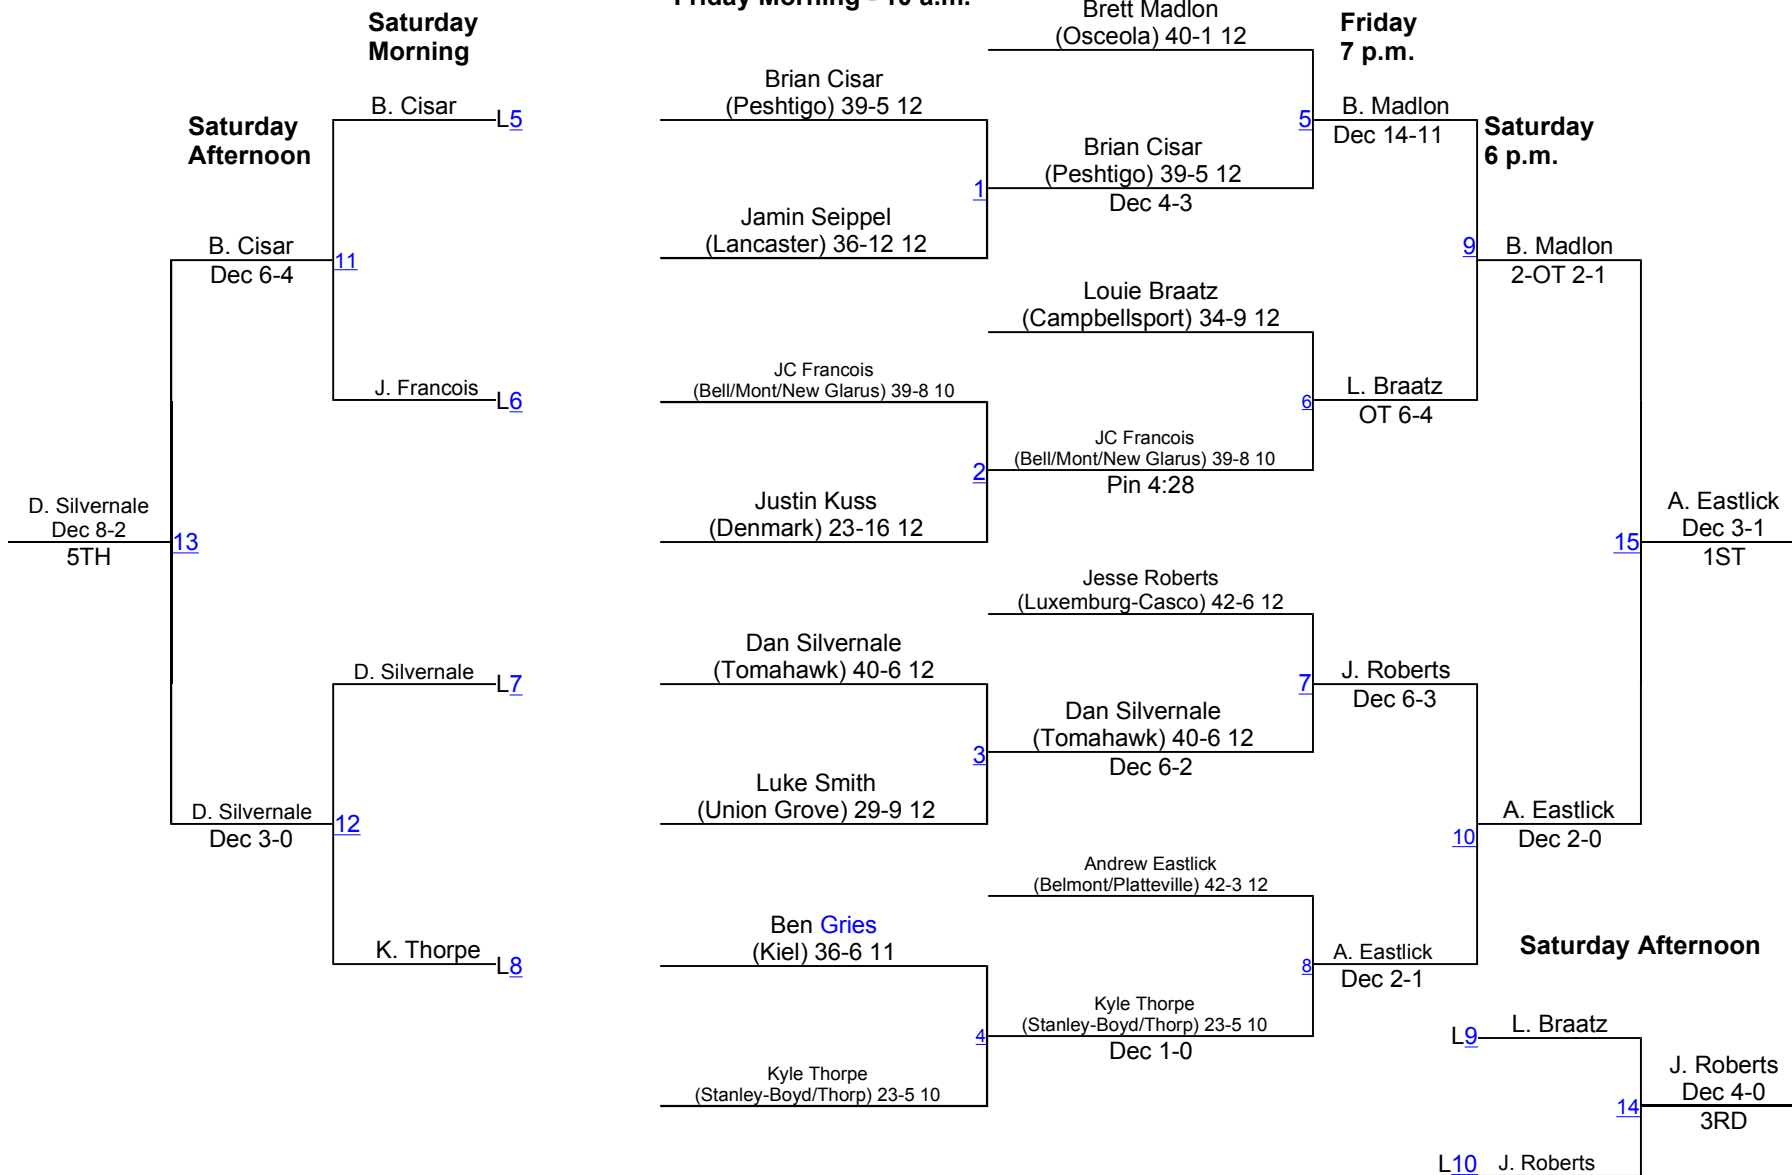 Friday Morning - 10 a.m.
Saturday
Morning
Saturday
Afternoon
B. Cisar
L5
B. Cisar
Dec 6-4
11
J. Francois
L6
D. Silvernale
Dec 8-2
5TH
13
D. Silvernale
L7
D. Silvernale
Dec 3-0
12
K. Thorpe
L8
Brian Cisar
(Peshtigo) 39-5 12
1
Jamin Seippel
(Lancaster) 36-12 12
JC Francois
(Bell/Mont/New Glarus) 39-8 10
2
Justin Kuss
(Denmark) 23-16 12
Dan Silvernale
(Tomahawk) 40-6 12
3
Luke Smith
(Union Grove) 29-9 12
Ben Gries
(Kiel) 36-6 11
4
Kyle Thorpe
(Stanley-Boyd/Thorp) 23-5 10
Brett Madlon
(Osceola) 40-1 12
5
Brian Cisar
(Peshtigo) 39-5 12
Dec 4-3
Louie Braatz
(Campbellsport) 34-9 12
6
JC Francois
(Bell/Mont/New Glarus) 39-8 10
Pin 4:28
Jesse Roberts
(Luxemburg-Casco) 42-6 12
7
Dan Silvernale
(Tomahawk) 40-6 12
Dec 6-2
Andrew Eastlick
(Belmont/Platteville) 42-3 12
8
Kyle Thorpe
(Stanley-Boyd/Thorp) 23-5 10
Dec 1-0
Friday
7 p.m.
B. Madlon
Dec 14-11
9
L. Braatz
OT 6-4
J. Roberts
Dec 6-3
10
A. Eastlick
Dec 2-1
Saturday
6 p.m.
B. Madlon
2-OT 2-1
15
A. Eastlick
Dec 2-0
A. Eastlick
Dec 3-1
1ST
Saturday Afternoon
L9 L. Braatz
14
J. Roberts
Dec 4-0
3RD
L10 J. Roberts